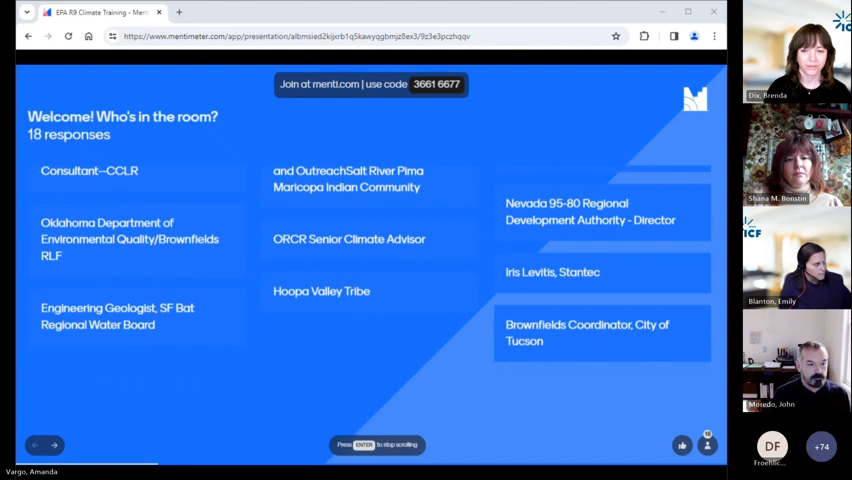 EPA R9 Climate Training - Men
https://www.mentimeter.com/app/presentation/albmsied2kijxrb1q5kawyqgbmjz8ex3/9z3e3pczhqqv
Join at menti.com | use code 3661 6677
Welcome! Who's in the room?
18 responses
Consultant--CCLR
Oklahoma Department of
Environmental Quality/Brownfields
RLF
Engineering Geologist, SF Bat
Regional Water Board
and OutreachSalt River Pima
Maricopa Indian Community
ORCR Senior Climate Advisor
Hoopa Valley Tribe
Nevada 95-80 Regional
Development Authority - Director
Iris Levitis, Stantec
Brownfields Coordinator, City of
Tucson
Press ENTER to stop scrolling
18
Vargo, Amanda
ICF
Dix, Brenda
Shana M. Bonstin
ICF
Blanton, Emily
Moredo, John
DF
Froehlic...
+74